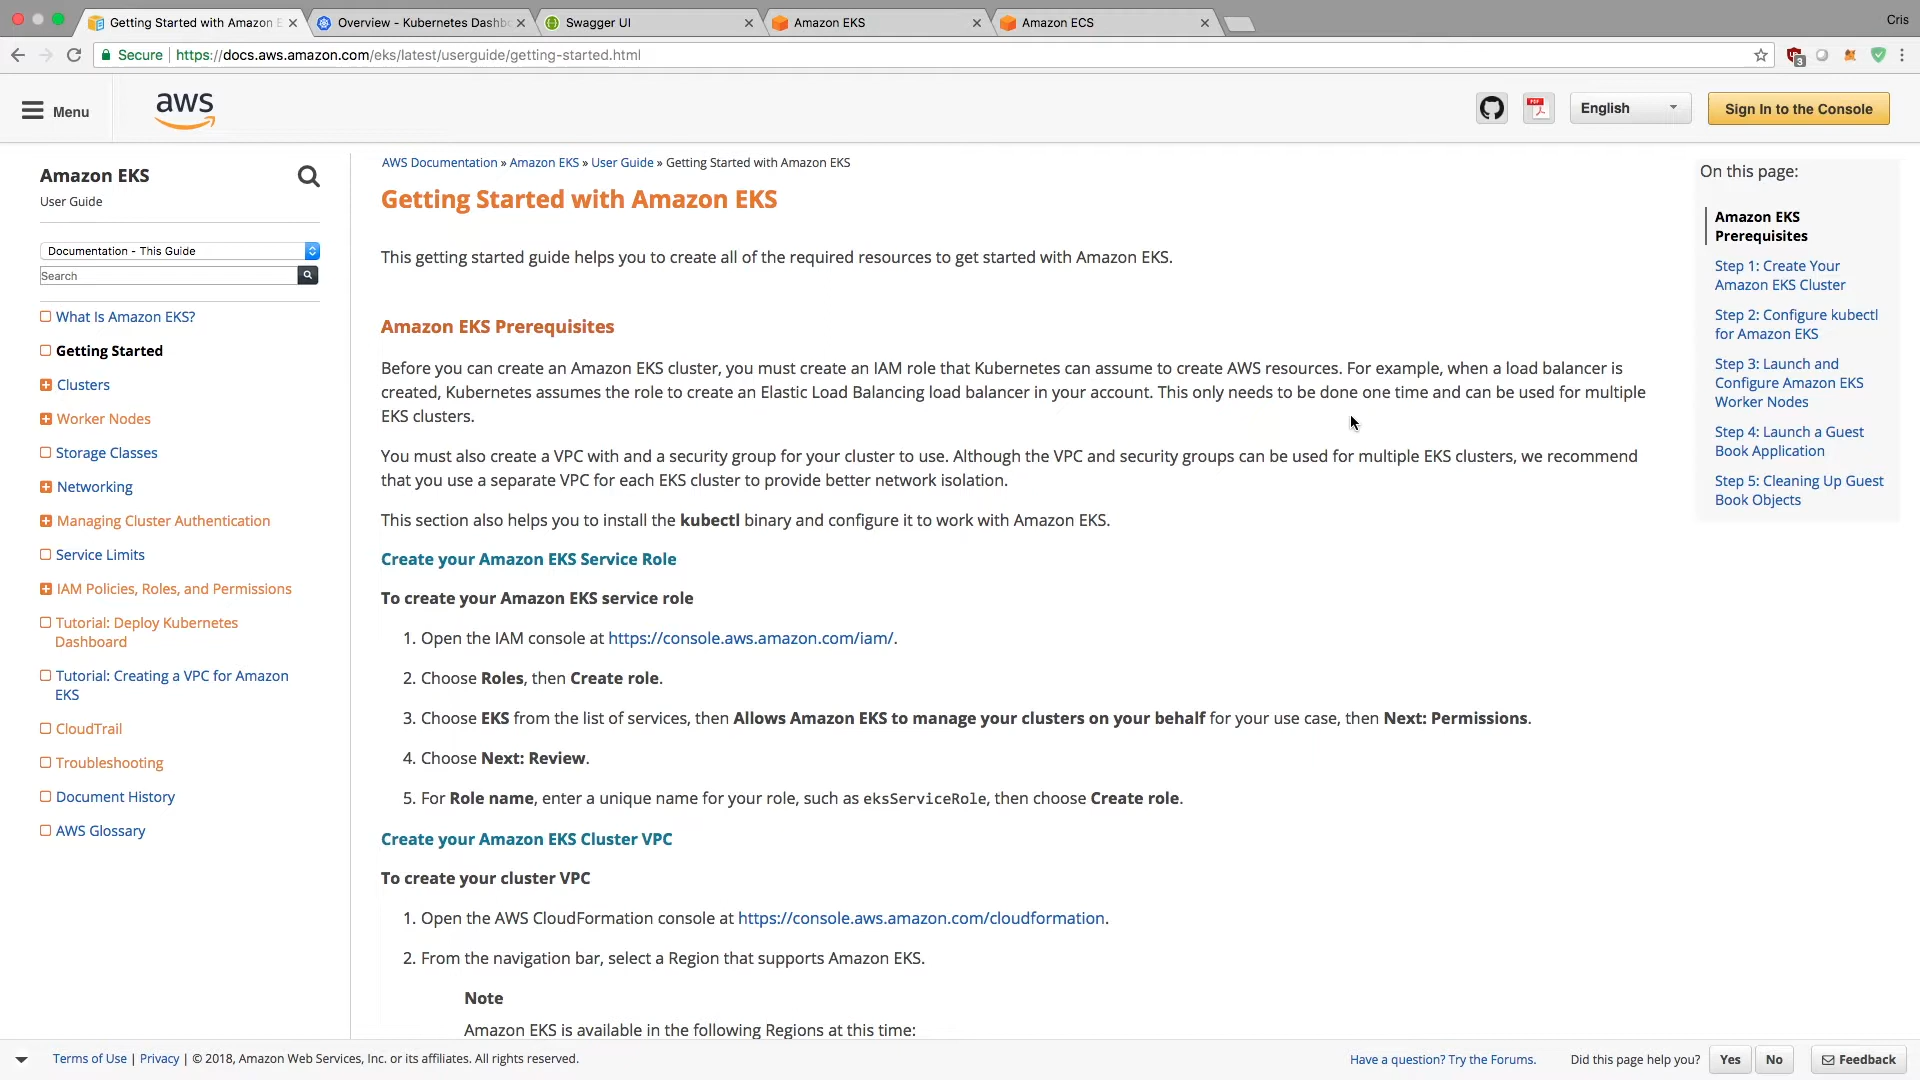 Getting Started with Amazon E
Overview - Kubernetes Dashbo
Swagger UI
Amazon EKS
Amazon ECS
Cris
Secure
https://docs.aws.amazon.com/eks/latest/userguide/getting-started.html
3
Menu
aws
PDF
English
Sign In to the Console
Amazon EKS
User Guide
Documentation - This Guide
Search
What Is Amazon EKS?
Getting Started
Clusters
Worker Nodes
Storage Classes
Networking
Managing Cluster Authentication
Service Limits
IAM Policies, Roles, and Permissions
Tutorial: Deploy Kubernetes
Dashboard
Tutorial: Creating a VPC for Amazon
EKS
CloudTrail
Troubleshooting
Document History
AWS Glossary
AWS Documentation » Amazon EKS » User Guide » Getting Started with Amazon EKS
Getting Started with Amazon EKS
This getting started guide helps you to create all of the required resources to get started with Amazon EKS.
Amazon EKS Prerequisites
Before you can create an Amazon EKS cluster, you must create an IAM role that Kubernetes can assume to create AWS resources. For example, when a load balancer is
created, Kubernetes assumes the role to create an Elastic Load Balancing load balancer in your account. This only needs to be done one time and can be used for multiple
EKS clusters.
You must also create a VPC with and a security group for your cluster to use. Although the VPC and security groups can be used for multiple EKS clusters, we recommend
that you use a separate VPC for each EKS cluster to provide better network isolation.
This section also helps you to install the kubectl binary and configure it to work with Amazon EKS.
Create your Amazon EKS Service Role
To create your Amazon EKS service role
1. Open the IAM console at https://console.aws.amazon.com/iam/.
2. Choose Roles, then Create role.
3. Choose EKS from the list of services, then Allows Amazon EKS to manage your clusters on your behalf for your use case, then Next: Permissions.
4. Choose Next: Review.
5. For Role name, enter a unique name for your role, such as eksServiceRole, then choose Create role.
Create your Amazon EKS Cluster VPC
To create your cluster VPC
1. Open the AWS CloudFormation console at https://console.aws.amazon.com/cloudformation.
2. From the navigation bar, select a Region that supports Amazon EKS.
Note
Amazon EKS is available in the following Regions at this time:
On this page:
Amazon EKS
Prerequisites
Step 1: Create Your
Amazon EKS Cluster
Step 2: Configure kubectl
for Amazon EKS
Step 3: Launch and
Configure Amazon EKS
Worker Nodes
Step 4: Launch a Guest
Book Application
Step 5: Cleaning Up Guest
Book Objects
Terms of Use | Privacy | © 2018, Amazon Web Services, Inc. or its affiliates. All rights reserved.
Have a question? Try the Forums.
Did this page help you?
Yes
No
Feedback